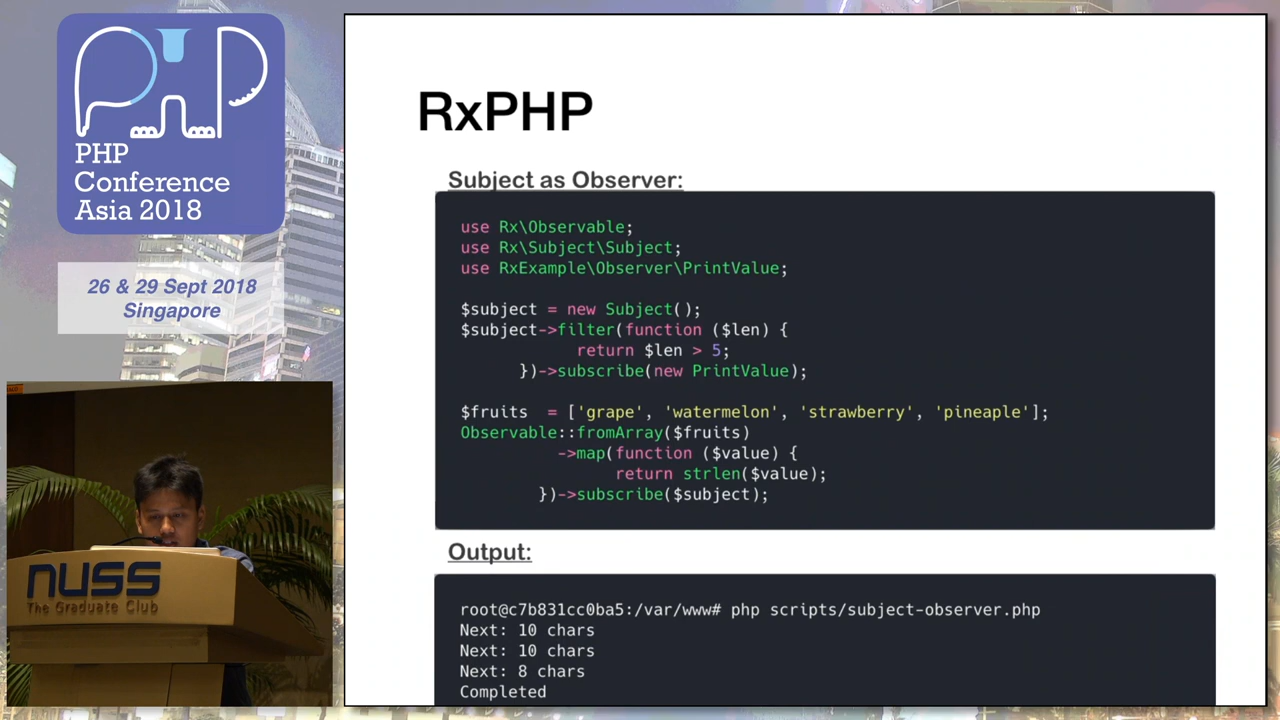 PHP
Conference
Asia 2018
26 & 29 Sept 2018
Singapore
nuss
The Graduate Club
RxPHP
Subject as Observer:
use Rx\Observable;
use Rx\Subject\Subject;
use RxExample\Observer\PrintValue;
$subject = new Subject();
$subject->filter(function ($len) {
return $len > 5;
})->subscribe(new PrintValue);
$fruits  = ['grape', 'watermelon', 'strawberry', 'pineaple'];
Observable::fromArray($fruits)
->map(function ($value) {
return strlen($value);
})->subscribe($subject);
Output:
root@c7b831cc0ba5:/var/www# php scripts/subject-observer.php
Next: 10 chars
Next: 10 chars
Next: 8 chars
Completed